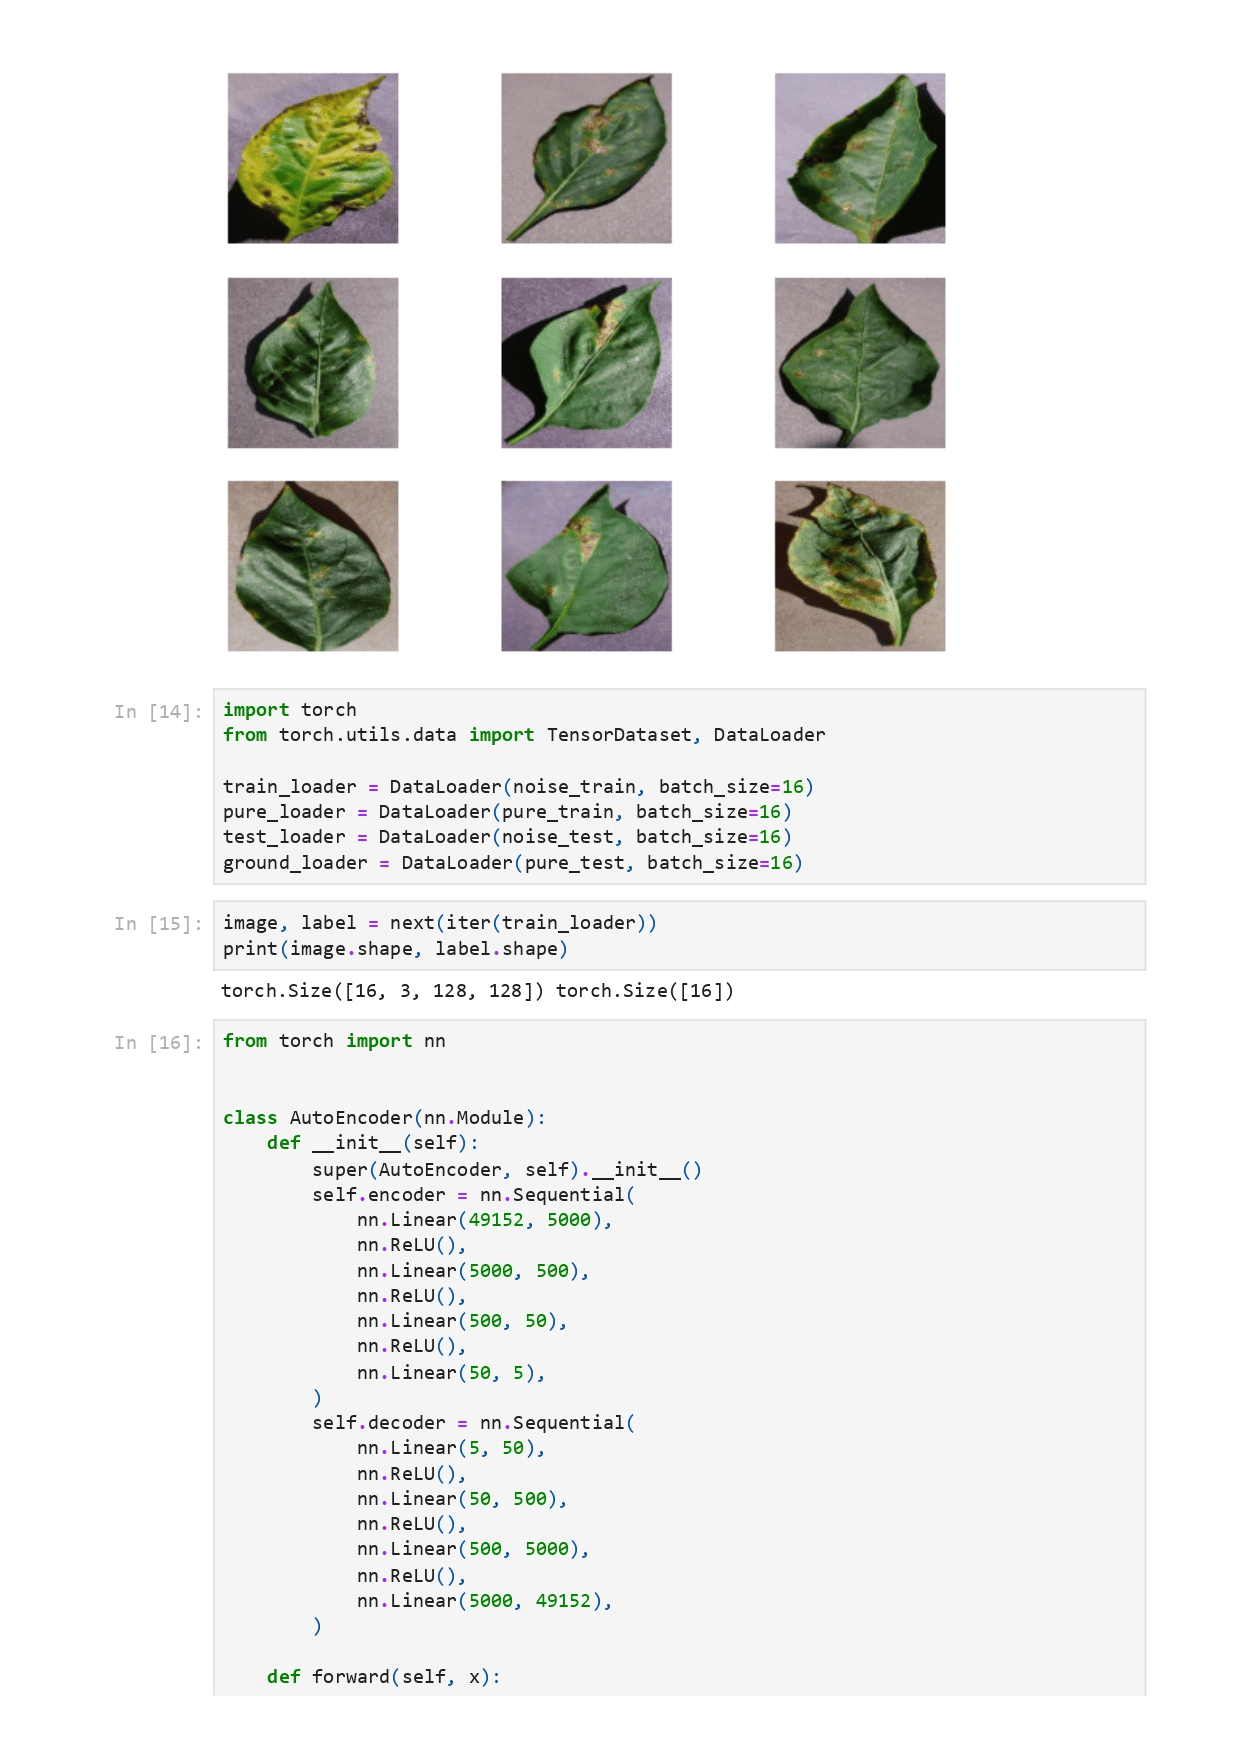 In [14]:
import torch
from torch.utils.data import TensorDataset, DataLoader
train_loader = DataLoader(noise_train, batch_size=16)
pure_loader = DataLoader(pure_train, batch_size=16)
test_loader = DataLoader(noise_test, batch_size=16)
ground_loader = DataLoader(pure_test, batch_size=16)
In [15]:
image, label = next(iter(train_loader))
print(image.shape, label.shape)
torch.Size([16, 3, 128, 128]) torch.Size([16])
In [16]:
from torch import nn
class AutoEncoder(nn.Module):
    def __init__(self):
        super(AutoEncoder, self).__init__()
        self.encoder = nn.Sequential(
            nn.Linear(49152, 5000),
            nn.ReLU(),
            nn.Linear(5000, 500),
            nn.ReLU(),
            nn.Linear(500, 50),
            nn.ReLU(),
            nn.Linear(50, 5),
        )
        self.decoder = nn.Sequential(
            nn.Linear(5, 50),
            nn.ReLU(),
            nn.Linear(50, 500),
            nn.ReLU(),
            nn.Linear(500, 5000),
            nn.ReLU(),
            nn.Linear(5000, 49152),
        )
    def forward(self, x):